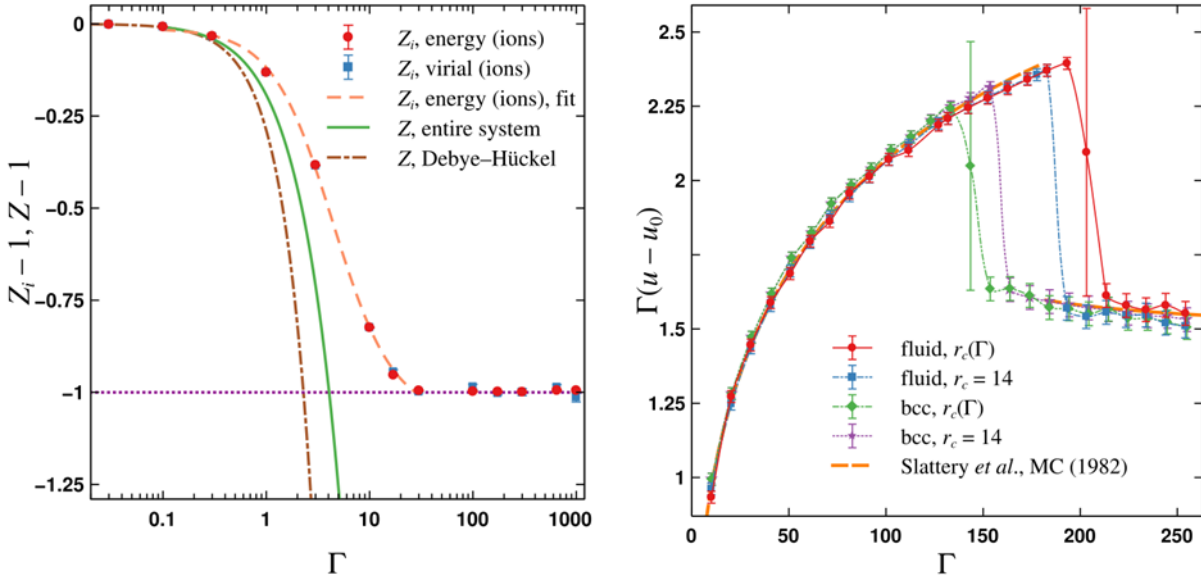 0
-0.25
-0.5
-0.75
-1
-1.25
Z_i − 1, Z − 1
0.1
1
10
100
1000
Γ
Z_i, energy (ions)
Z_i, virial (ions)
Z_i, energy (ions), fit
Z, entire system
Z, Debye–Hückel
2.5
2.25
2
1.75
1.5
1.25
1
Γ(u − u_0)
0
50
100
150
200
250
Γ
fluid, r_c(Γ)
fluid, r_c = 14
bcc, r_c(Γ)
bcc, r_c = 14
Slattery et al., MC (1982)